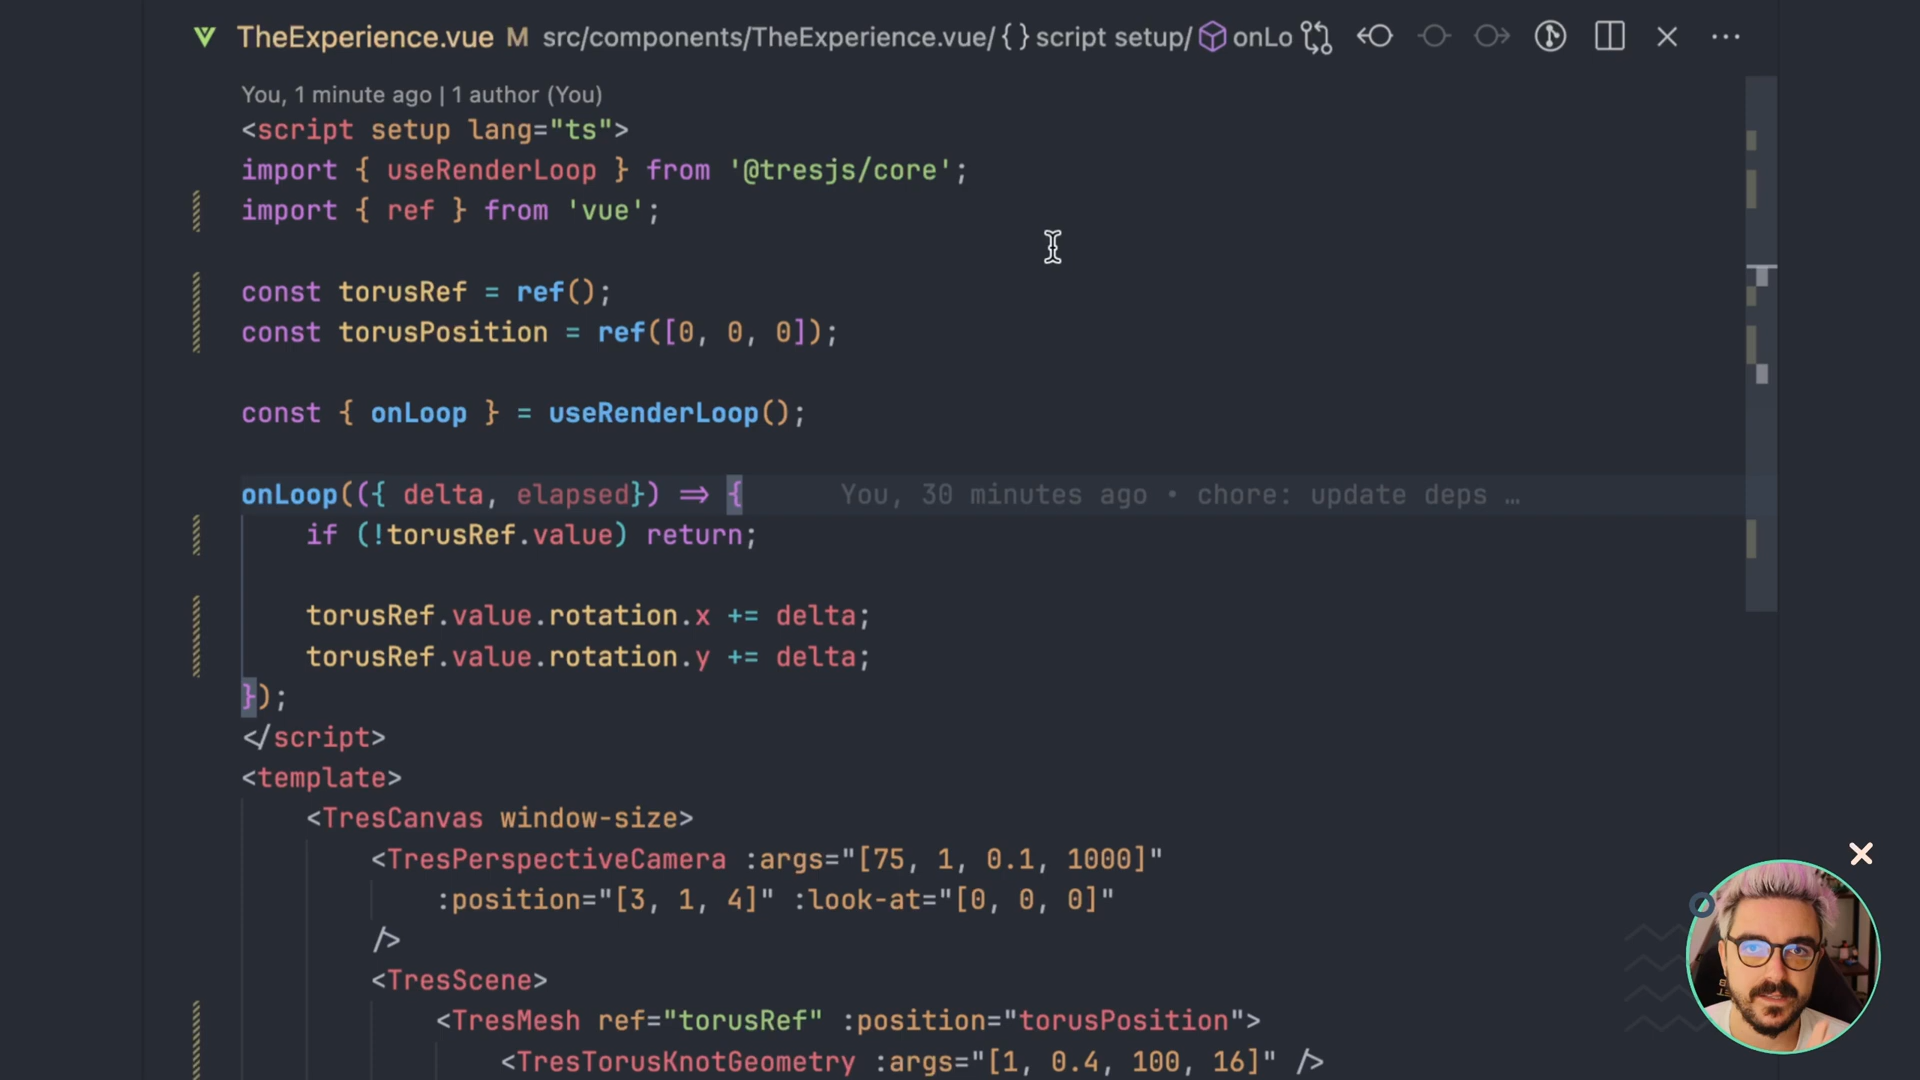 TheExperience.vue M src/components/TheExperience.vue/ {} script setup/ onLo
You, 1 minute ago | 1 author (You)
<script setup lang="ts">
import { useRenderLoop } from '@tresjs/core';
import { ref } from 'vue';
const torusRef = ref();
const torusPosition = ref([0, 0, 0]);
const { onLoop } = useRenderLoop();
onLoop(({ delta, elapsed}) => { You, 30 minutes ago • chore: update deps …
if (!torusRef.value) return;
torusRef.value.rotation.x += delta;
torusRef.value.rotation.y += delta;
});
</script>
<template>
<TresCanvas window-size>
<TresPerspectiveCamera :args="[75, 1, 0.1, 1000]"
:position="[3, 1, 4]" :look-at="[0, 0, 0]"
/>
<TresScene>
<TresMesh ref="torusRef" :position="torusPosition">
<TresTorusKnotGeometry :args="[1, 0.4, 100, 16]" />